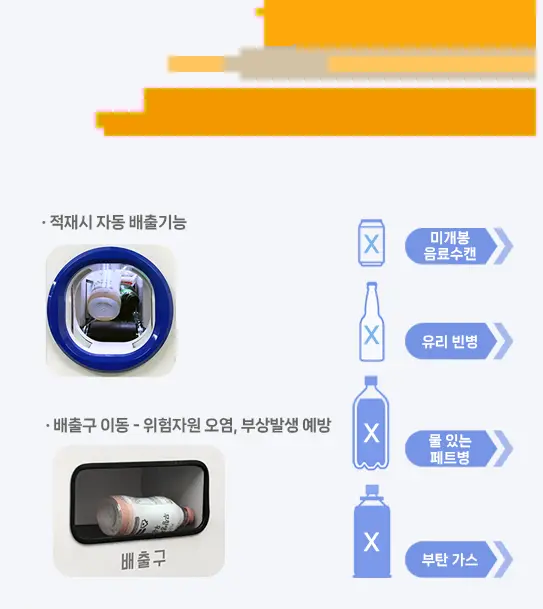 · 적재시 자동 배출기능
X
미개봉
음료수캔
X
유리 빈병
· 배출구 이동 - 위험자원 오염, 부상발생 예방
X
물 있는
페트병
배출구
X
부탄 가스